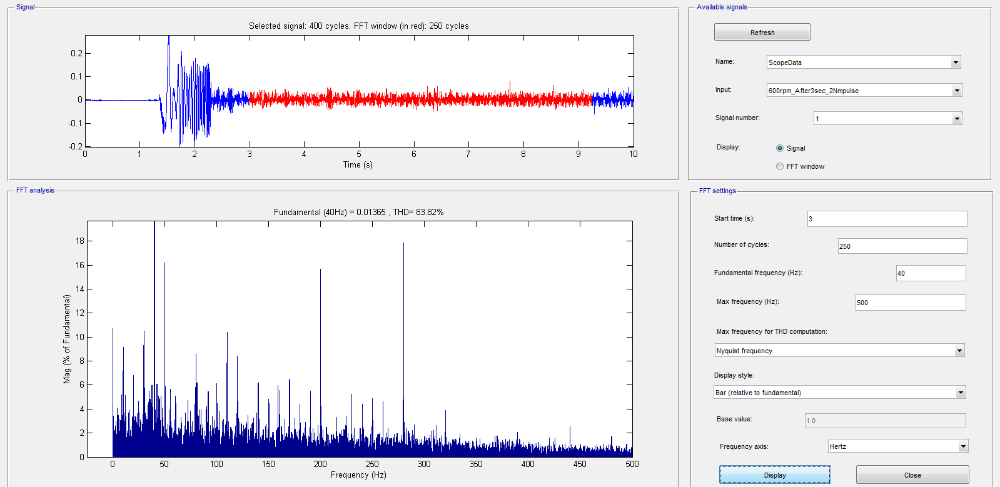 Signal
Selected signal: 400 cycles. FFT window (in red): 250 cycles
0.2
0.1
0
-0.1
-0.2
0 1 2 3 4 5 6 7 8 9 10
Time (s)
Available signals
Refresh
Name: ScopeData
Input: 600rpm_After3sec_2Nmpulse
Signal number: 1
Display: Signal
FFT window
FFT analysis
Fundamental (40Hz) = 0.01365 , THD= 83.82%
18
16
14
12
10
8
6
4
2
0
Mag (% of Fundamental)
0 50 100 150 200 250 300 350 400 450 500
Frequency (Hz)
FFT settings
Start time (s): 3
Number of cycles: 250
Fundamental frequency (Hz): 40
Max frequency (Hz): 500
Max frequency for THD computation:
Nyquist frequency
Display style:
Bar (relative to fundamental)
Base value: 1.0
Frequency axis: Hertz
Display Close